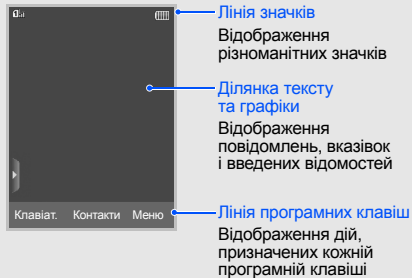 Лінія значків
Відображення
різноманітних значків
Ділянка тексту
та графіки
Відображення
повідомлень, вказівок
і введених відомостей
Клавіат. Контакти Меню
Лінія програмних клавіш
Відображення дій,
призначених кожній
програмній клавіші